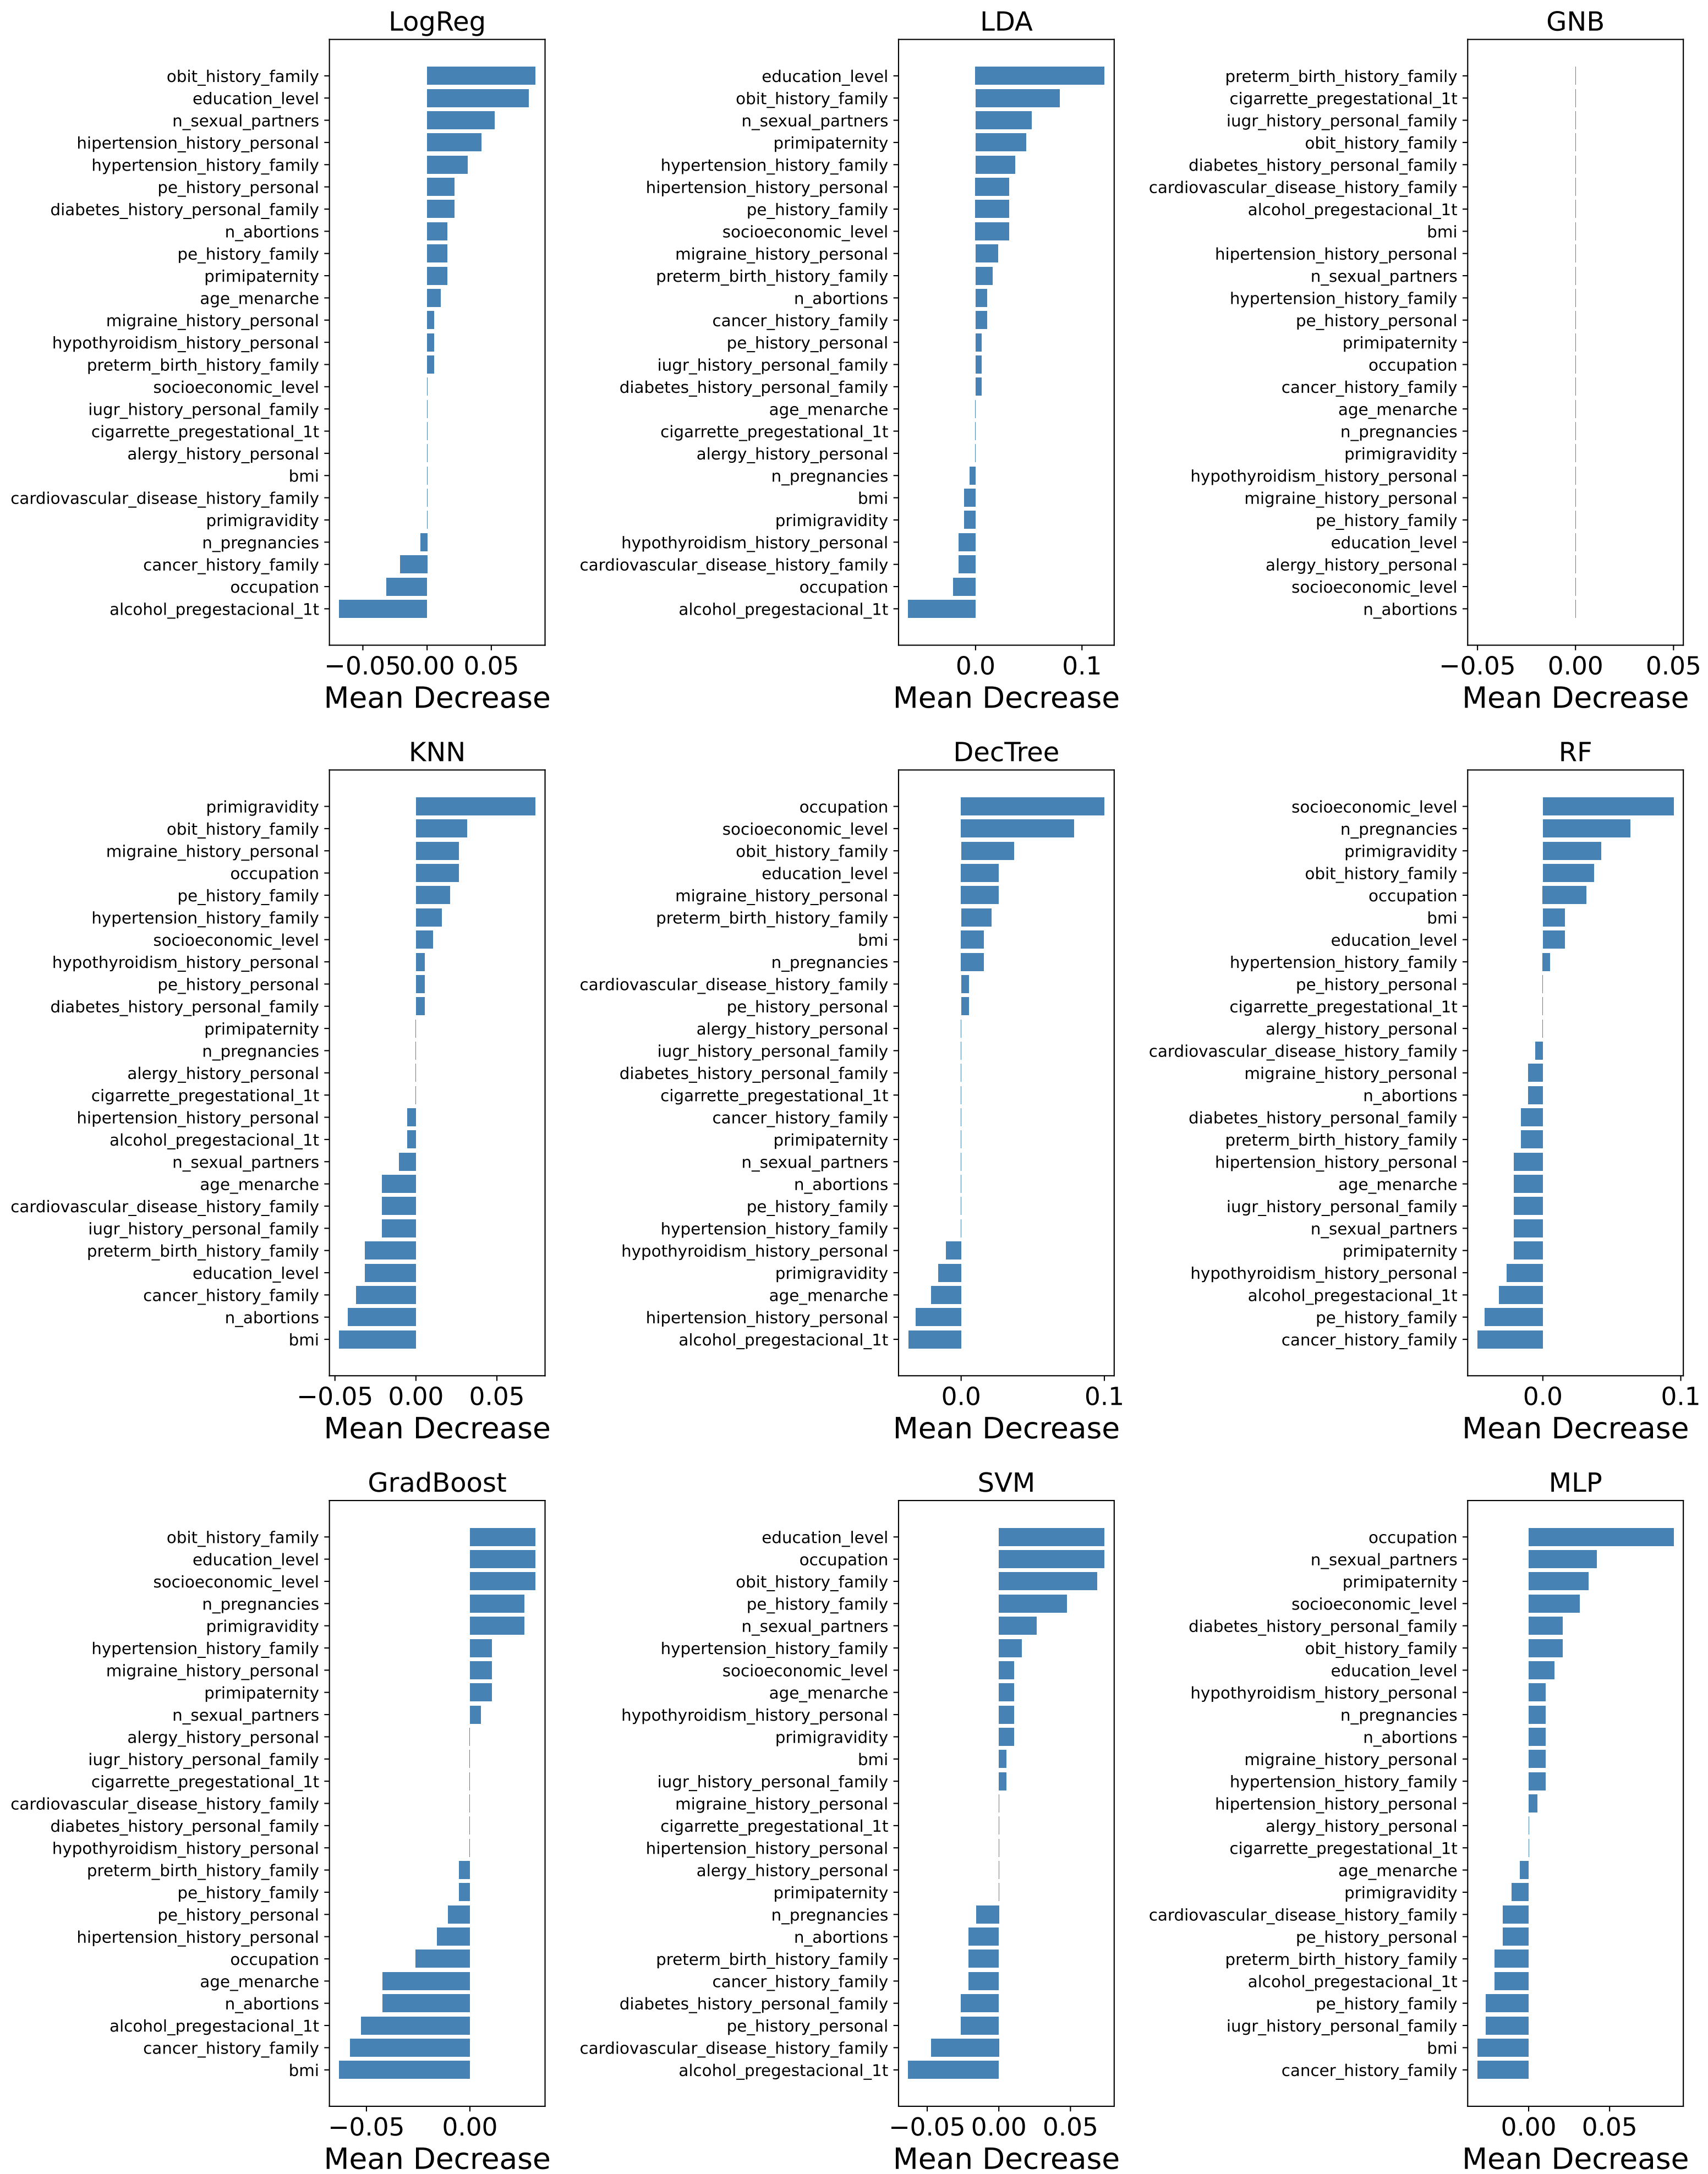 LogReg
obit_history_family
education_level
n_sexual_partners
hipertension_history_personal
hypertension_history_family
pe_history_personal
diabetes_history_personal_family
n_abortions
pe_history_family
primipaternity
age_menarche
migraine_history_personal
hypothyroidism_history_personal
preterm_birth_history_family
socioeconomic_level
iugr_history_personal_family
cigarrette_pregestational_1t
alergy_history_personal
bmi
cardiovascular_disease_history_family
primigravidity
n_pregnancies
cancer_history_family
occupation
alcohol_pregestacional_1t
−0.05 0.00 0.05
Mean Decrease
LDA
education_level
obit_history_family
n_sexual_partners
primipaternity
hypertension_history_family
hipertension_history_personal
pe_history_family
socioeconomic_level
migraine_history_personal
preterm_birth_history_family
n_abortions
cancer_history_family
pe_history_personal
iugr_history_personal_family
diabetes_history_personal_family
age_menarche
cigarrette_pregestational_1t
alergy_history_personal
n_pregnancies
bmi
primigravidity
hypothyroidism_history_personal
cardiovascular_disease_history_family
occupation
alcohol_pregestacional_1t
0.0 0.1
Mean Decrease
GNB
preterm_birth_history_family
cigarrette_pregestational_1t
iugr_history_personal_family
obit_history_family
diabetes_history_personal_family
cardiovascular_disease_history_family
alcohol_pregestacional_1t
bmi
hipertension_history_personal
n_sexual_partners
hypertension_history_family
pe_history_personal
primipaternity
occupation
cancer_history_family
age_menarche
n_pregnancies
primigravidity
hypothyroidism_history_personal
migraine_history_personal
pe_history_family
education_level
alergy_history_personal
socioeconomic_level
n_abortions
−0.05 0.00 0.05
Mean Decrease
KNN
primigravidity
obit_history_family
migraine_history_personal
occupation
pe_history_family
hypertension_history_family
socioeconomic_level
hypothyroidism_history_personal
pe_history_personal
diabetes_history_personal_family
primipaternity
n_pregnancies
alergy_history_personal
cigarrette_pregestational_1t
hipertension_history_personal
alcohol_pregestacional_1t
n_sexual_partners
age_menarche
cardiovascular_disease_history_family
iugr_history_personal_family
preterm_birth_history_family
education_level
cancer_history_family
n_abortions
bmi
−0.05 0.00 0.05
Mean Decrease
DecTree
occupation
socioeconomic_level
obit_history_family
education_level
migraine_history_personal
preterm_birth_history_family
bmi
n_pregnancies
cardiovascular_disease_history_family
pe_history_personal
alergy_history_personal
iugr_history_personal_family
diabetes_history_personal_family
cigarrette_pregestational_1t
cancer_history_family
primipaternity
n_sexual_partners
n_abortions
pe_history_family
hypertension_history_family
hypothyroidism_history_personal
primigravidity
age_menarche
hipertension_history_personal
alcohol_pregestacional_1t
0.0 0.1
Mean Decrease
RF
socioeconomic_level
n_pregnancies
primigravidity
obit_history_family
occupation
bmi
education_level
hypertension_history_family
pe_history_personal
cigarrette_pregestational_1t
alergy_history_personal
cardiovascular_disease_history_family
migraine_history_personal
n_abortions
diabetes_history_personal_family
preterm_birth_history_family
hipertension_history_personal
age_menarche
iugr_history_personal_family
n_sexual_partners
primipaternity
hypothyroidism_history_personal
alcohol_pregestacional_1t
pe_history_family
cancer_history_family
0.0 0.1
Mean Decrease
GradBoost
obit_history_family
education_level
socioeconomic_level
n_pregnancies
primigravidity
hypertension_history_family
migraine_history_personal
primipaternity
n_sexual_partners
alergy_history_personal
iugr_history_personal_family
cigarrette_pregestational_1t
cardiovascular_disease_history_family
diabetes_history_personal_family
hypothyroidism_history_personal
preterm_birth_history_family
pe_history_family
pe_history_personal
hipertension_history_personal
occupation
age_menarche
n_abortions
alcohol_pregestacional_1t
cancer_history_family
bmi
−0.05 0.00
Mean Decrease
SVM
education_level
occupation
obit_history_family
pe_history_family
n_sexual_partners
hypertension_history_family
socioeconomic_level
age_menarche
hypothyroidism_history_personal
primigravidity
bmi
iugr_history_personal_family
migraine_history_personal
cigarrette_pregestational_1t
hipertension_history_personal
alergy_history_personal
primipaternity
n_pregnancies
n_abortions
preterm_birth_history_family
cancer_history_family
diabetes_history_personal_family
pe_history_personal
cardiovascular_disease_history_family
alcohol_pregestacional_1t
−0.05 0.00 0.05
Mean Decrease
MLP
occupation
n_sexual_partners
primipaternity
socioeconomic_level
diabetes_history_personal_family
obit_history_family
education_level
hypothyroidism_history_personal
n_pregnancies
n_abortions
migraine_history_personal
hypertension_history_family
hipertension_history_personal
alergy_history_personal
cigarrette_pregestational_1t
age_menarche
primigravidity
cardiovascular_disease_history_family
pe_history_personal
preterm_birth_history_family
alcohol_pregestacional_1t
pe_history_family
iugr_history_personal_family
bmi
cancer_history_family
0.00 0.05
Mean Decrease